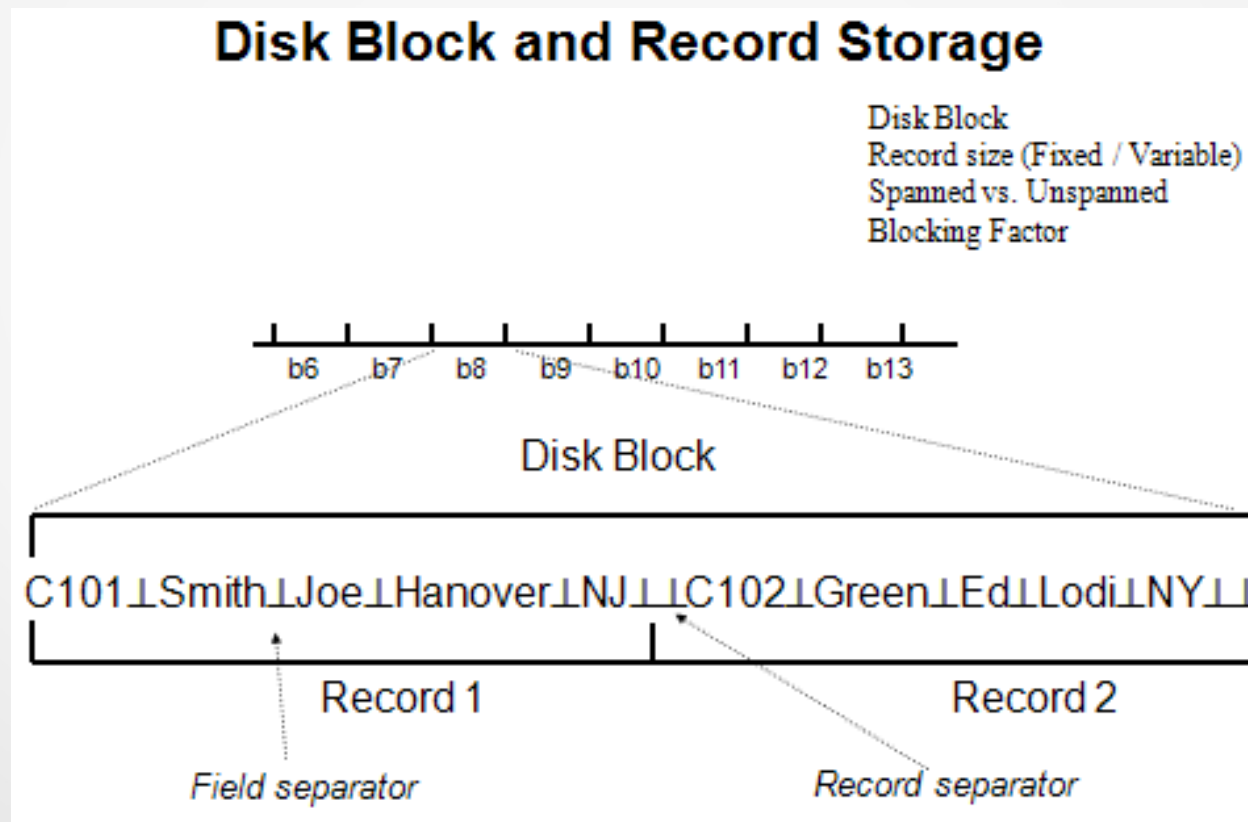 Disk Block and Record Storage
Disk Block
Record size (Fixed / Variable)
Spanned vs. Unspanned
Blocking Factor
b6 b7 b8 b9 b10 b11 b12 b13
Disk Block
C101⊥Smith⊥Joe⊥Hanover⊥NJ⊥⊥C102⊥Green⊥Ed⊥Lodi⊥NY⊥⊥
Record 1 Record 2
Field separator Record separator